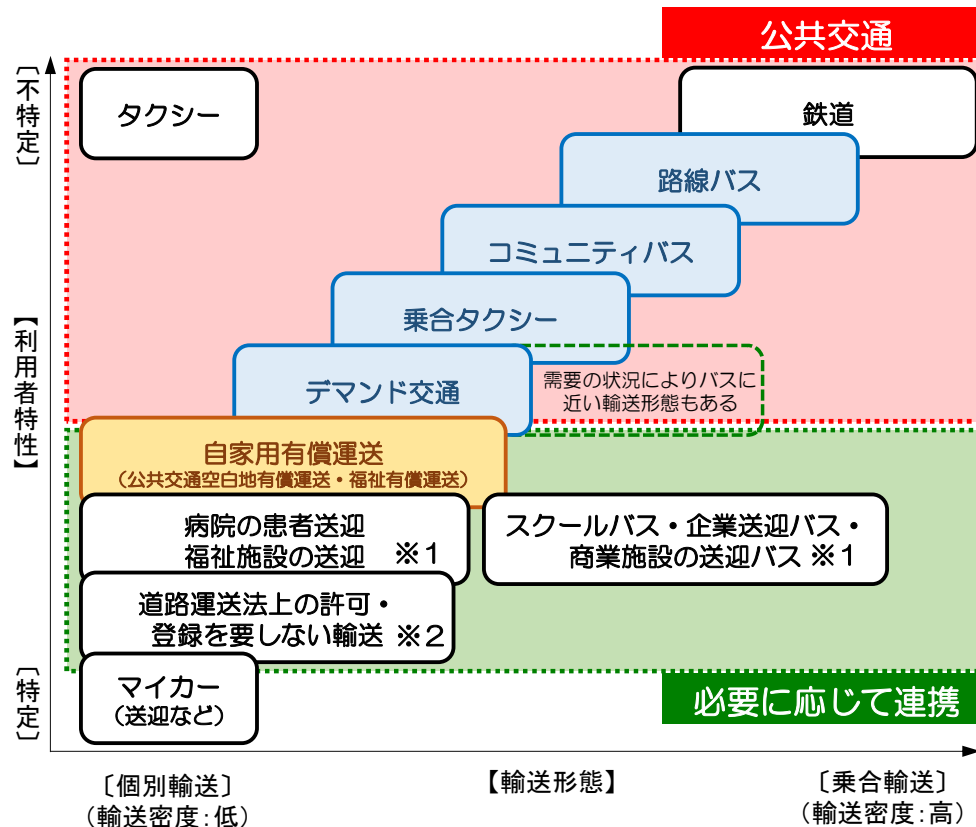 公共交通
〔不特定〕
タクシー
鉄道
路線バス
コミュニティバス
乗合タクシー
【利用者特性】
デマンド交通
需要の状況によりバスに
近い輸送形態もある
自家用有償運送
(公共交通空白地有償運送・福祉有償運送)
病院の患者送迎
福祉施設の送迎 ※1
スクールバス・企業送迎バス・
商業施設の送迎バス ※1
道路運送法上の許可・
登録を要しない輸送 ※2
〔特定〕
マイカー
(送迎など)
必要に応じて連携
〔個別輸送〕
(輸送密度:低)
【輸送形態】
〔乗合輸送〕
(輸送密度:高)